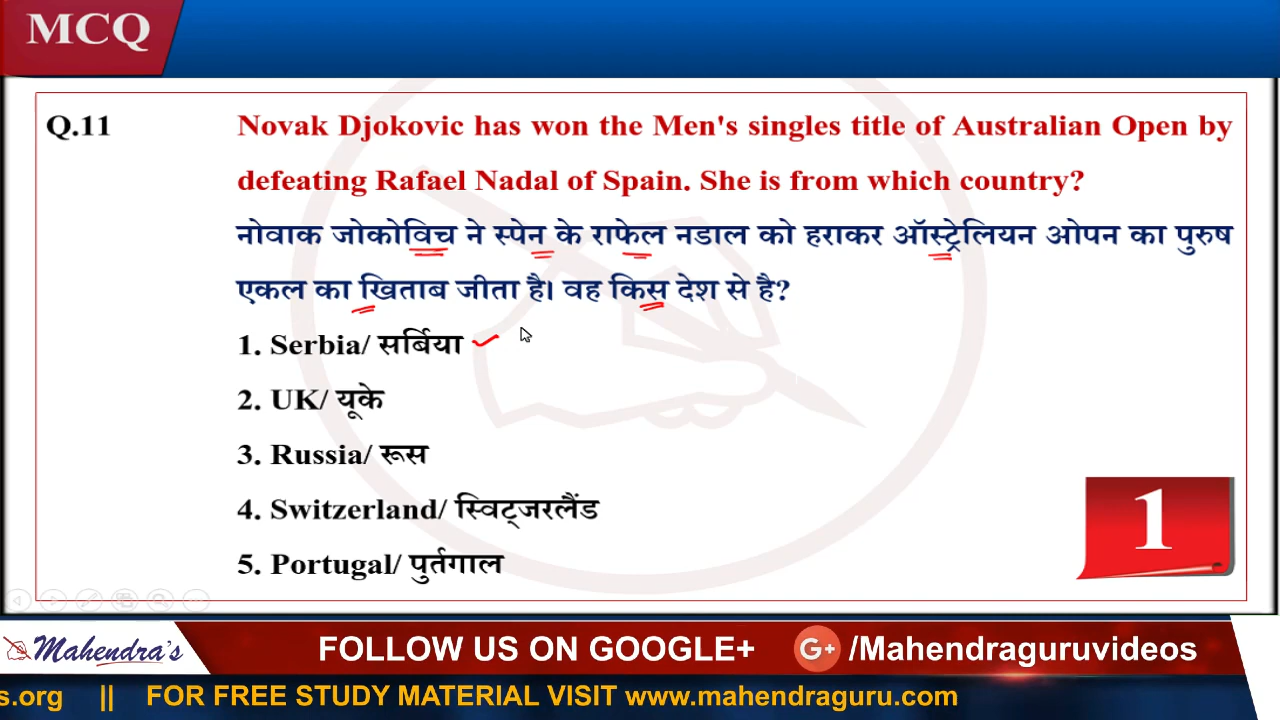 MCQ
Q.11 Novak Djokovic has won the Men's singles title of Australian Open by
defeating Rafael Nadal of Spain. She is from which country?
नोवाक जोकोविच ने स्पेन के राफेल नडाल को हराकर ऑस्ट्रेलियन ओपन का पुरुष
एकल का खिताब जीता है। वह किस देश से है?
1. Serbia/ सर्बिया
2. UK/ यूके
3. Russia/ रूस
4. Switzerland/ स्विट्जरलैंड
5. Portugal/ पुर्तगाल
1
Mahendra's FOLLOW US ON GOOGLE+ G+ /Mahendraguruvideos
s.org || FOR FREE STUDY MATERIAL VISIT www.mahendraguru.com